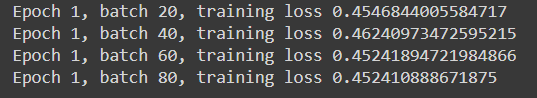 Epoch 1, batch 20, training loss 0.4546844005584717
Epoch 1, batch 40, training loss 0.46240973472595215
Epoch 1, batch 60, training loss 0.45241894721984866
Epoch 1, batch 80, training loss 0.452410888671875